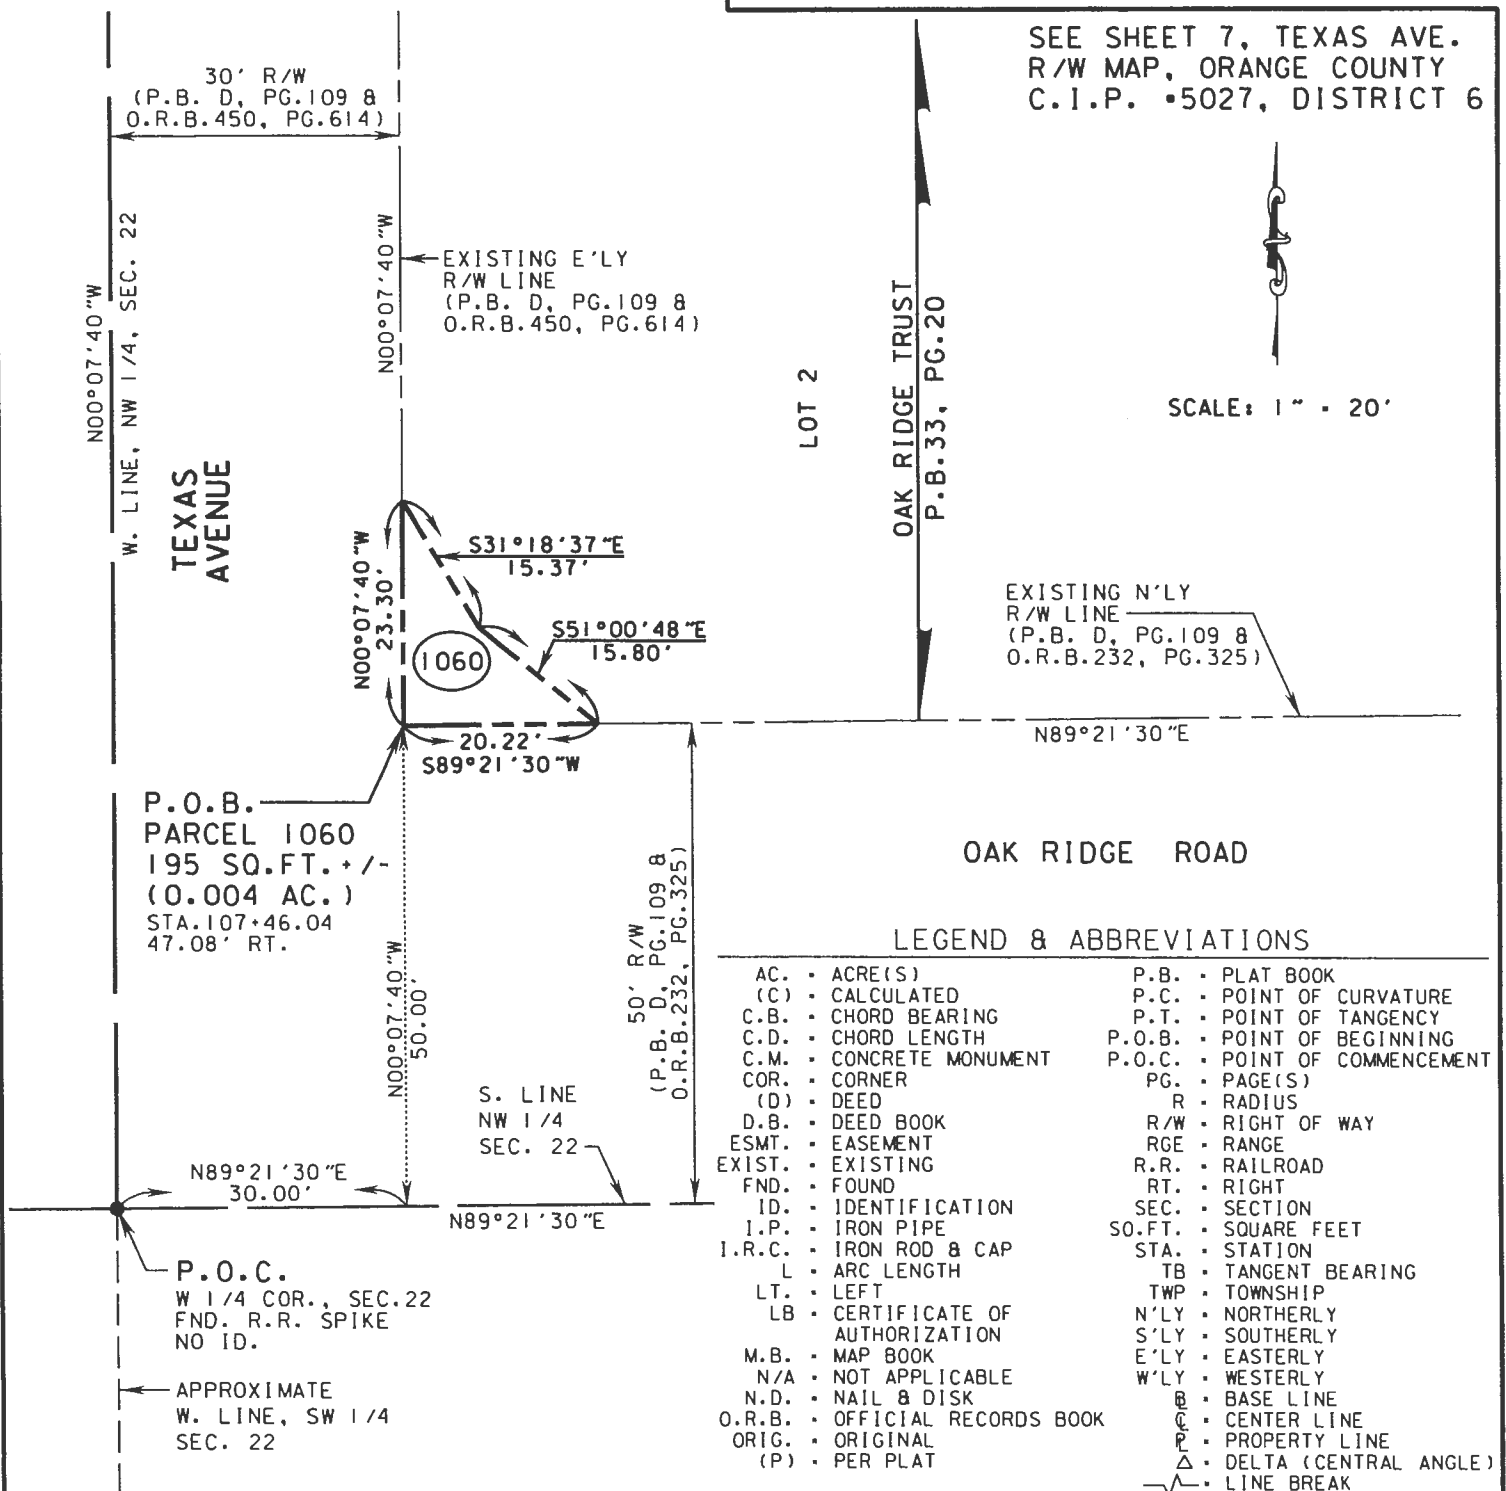 SEE SHEET 7, TEXAS AVE.
R/W MAP, ORANGE COUNTY
C.I.P. •5027, DISTRICT 6
30' R/W
(P.B. D, PG.109 &
O.R.B.450, PG.614)
N00°07'40"W
W. LINE, NW 1/4, SEC. 22
N00°07'40"W
EXISTING E'LY
R/W LINE
(P.B. D, PG.109 &
O.R.B.450, PG.614)
TEXAS
AVENUE
LOT 2
OAK RIDGE TRUST
P.B.33, PG.20
SCALE: 1" = 20'
N00°07'40"W
23.30'
S31°18'37"E
15.37'
S51°00'48"E
15.80'
1060
20.22'
S89°21'30"W
EXISTING N'LY
R/W LINE
(P.B. D, PG.109 &
O.R.B.232, PG.325)
N89°21'30"E
P.O.B.
PARCEL 1060
195 SQ.FT.+/-
(0.004 AC.)
STA.107+46.04
47.08' RT.
N00°07'40"W
50.00'
50' R/W
(P.B. D, PG.109 &
O.R.B.232, PG.325)
OAK RIDGE ROAD
S. LINE
NW 1/4
SEC. 22
N89°21'30"E
30.00'
N89°21'30"E
P.O.C.
W 1/4 COR., SEC.22
FND. R.R. SPIKE
NO ID.
APPROXIMATE
W. LINE, SW 1/4
SEC. 22
LEGEND & ABBREVIATIONS
AC. = ACRE(S)
(C) = CALCULATED
C.B. = CHORD BEARING
C.D. = CHORD LENGTH
C.M. = CONCRETE MONUMENT
COR. = CORNER
(D) = DEED
D.B. = DEED BOOK
ESMT. = EASEMENT
EXIST. = EXISTING
FND. = FOUND
ID. = IDENTIFICATION
I.P. = IRON PIPE
I.R.C. = IRON ROD & CAP
L = ARC LENGTH
LT. = LEFT
LB = CERTIFICATE OF
AUTHORIZATION
M.B. = MAP BOOK
N/A = NOT APPLICABLE
N.D. = NAIL & DISK
O.R.B. = OFFICIAL RECORDS BOOK
ORIG. = ORIGINAL
(P) = PER PLAT
P.B. = PLAT BOOK
P.C. = POINT OF CURVATURE
P.T. = POINT OF TANGENCY
P.O.B. = POINT OF BEGINNING
P.O.C. = POINT OF COMMENCEMENT
PG. = PAGE(S)
R = RADIUS
R/W = RIGHT OF WAY
RGE = RANGE
R.R. = RAILROAD
RT. = RIGHT
SEC. = SECTION
SQ.FT. = SQUARE FEET
STA. = STATION
TB = TANGENT BEARING
TWP = TOWNSHIP
N'LY = NORTHERLY
S'LY = SOUTHERLY
E'LY = EASTERLY
W'LY = WESTERLY
BL = BASE LINE
CL = CENTER LINE
PL = PROPERTY LINE
Δ = DELTA (CENTRAL ANGLE)
= LINE BREAK